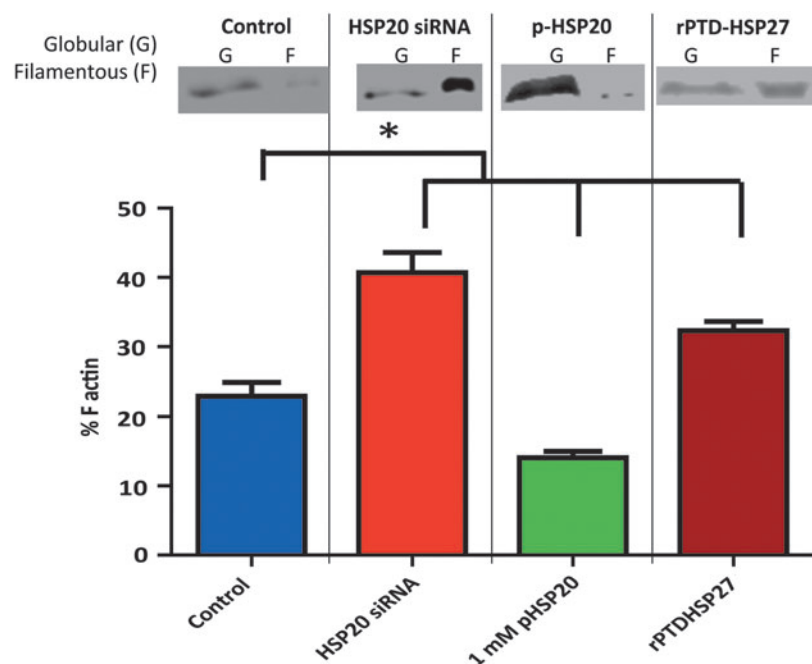 Control HSP20 siRNA p-HSP20 rPTD-HSP27
Globular (G) G F G F G F G F
Filamentous (F)
*
50
40
30
20
10
0
% F actin
Control
HSP20 siRNA
1 mM pHSP20
rPTDHSP27